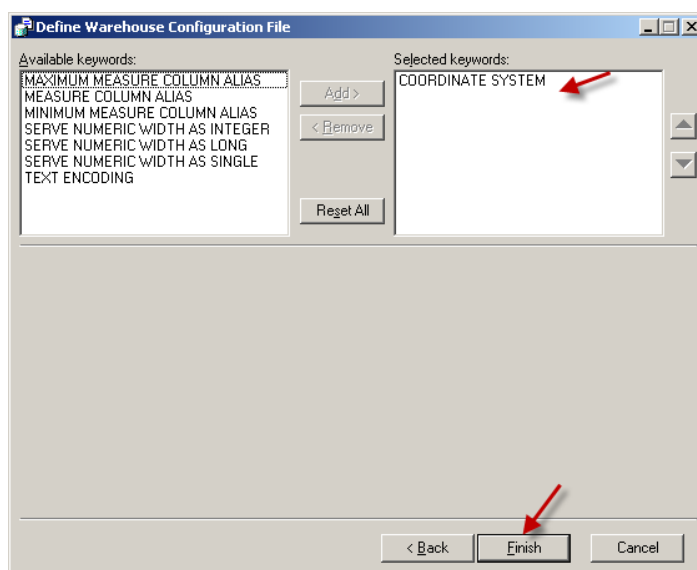 Define Warehouse Configuration File
Available keywords:
MAXIMUM MEASURE COLUMN ALIAS
MEASURE COLUMN ALIAS
MINIMUM MEASURE COLUMN ALIAS
SERVE NUMERIC WIDTH AS INTEGER
SERVE NUMERIC WIDTH AS LONG
SERVE NUMERIC WIDTH AS SINGLE
TEXT ENCODING
Add >
< Remove
Reset All
Selected keywords:
COORDINATE SYSTEM
< Back
Finish
Cancel